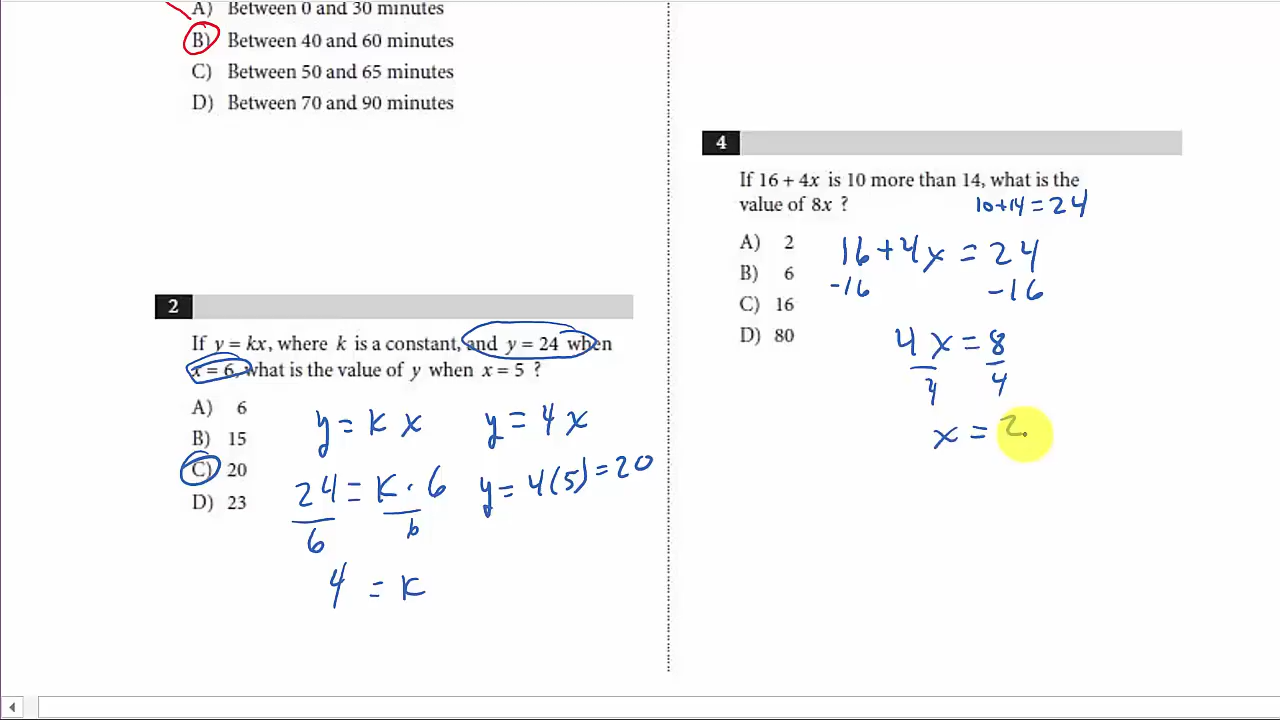 A) Between 0 and 30 minutes
B) Between 40 and 60 minutes
C) Between 50 and 65 minutes
D) Between 70 and 90 minutes
2
If y = kx, where k is a constant, and y = 24 when
x = 6, what is the value of y when x = 5 ?
A) 6
B) 15
C) 20
D) 23
y = k x
24 = k · 6
6 6
4 = k
y = 4x
y = 4(5) = 20
4
If 16 + 4x is 10 more than 14, what is the
value of 8x ?
10+14 = 24
A) 2
B) 6
C) 16
D) 80
16 + 4x = 24
-16 -16
4x = 8
4 4
x = 2